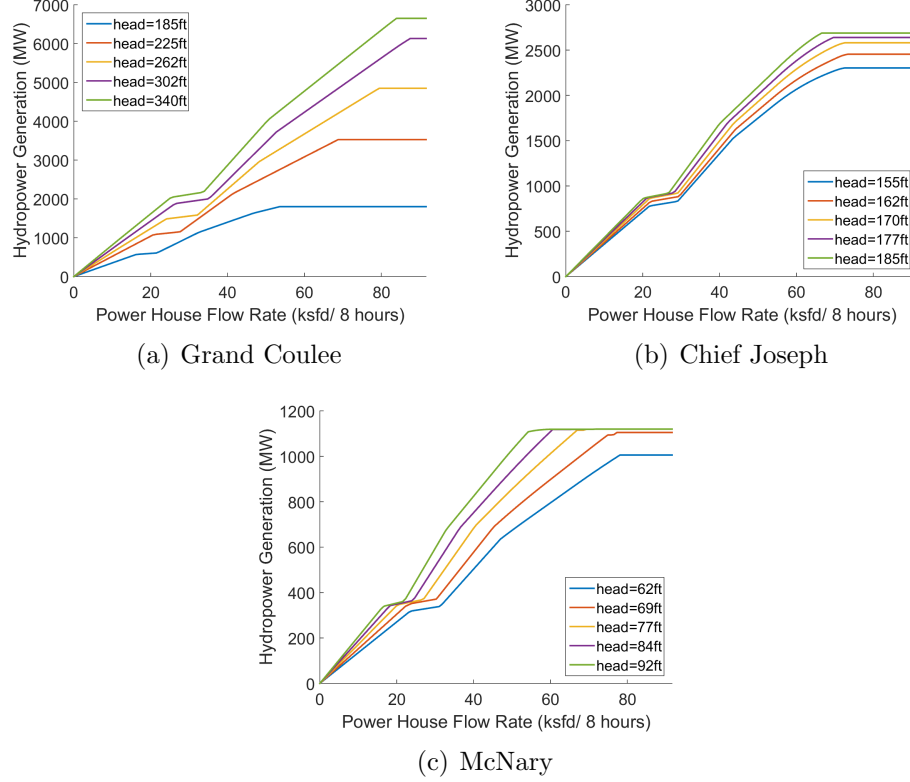 7000
6000
5000
4000
3000
2000
1000
0
Hydropower Generation (MW)
head=185ft
head=225ft
head=262ft
head=302ft
head=340ft
0 20 40 60 80
Power House Flow Rate (ksfd/ 8 hours)
(a) Grand Coulee
3000
2500
2000
1500
1000
500
0
Hydropower Generation (MW)
head=155ft
head=162ft
head=170ft
head=177ft
head=185ft
0 20 40 60 80
Power House Flow Rate (ksfd/ 8 hours)
(b) Chief Joseph
1200
1000
800
600
400
200
0
Hydropower Generation (MW)
head=62ft
head=69ft
head=77ft
head=84ft
head=92ft
0 20 40 60 80
Power House Flow Rate (ksfd/ 8 hours)
(c) McNary